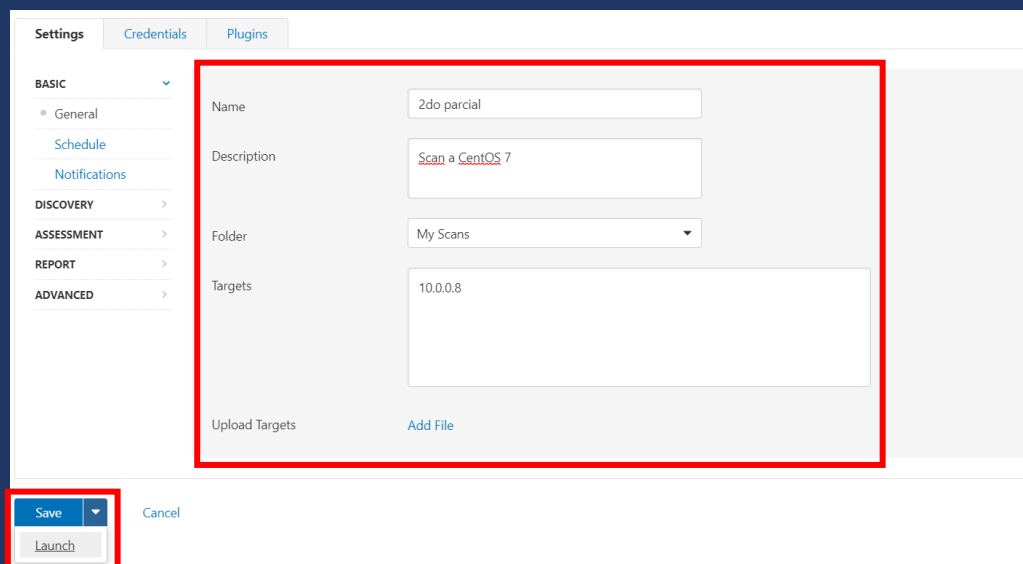 Settings
Credentials
Plugins
BASIC
General
Schedule
Notifications
DISCOVERY
ASSESSMENT
REPORT
ADVANCED
Name
2do parcial
Description
Scan a CentOS 7
Folder
My Scans
Targets
10.0.0.8
Upload Targets
Add File
Save
Cancel
Launch